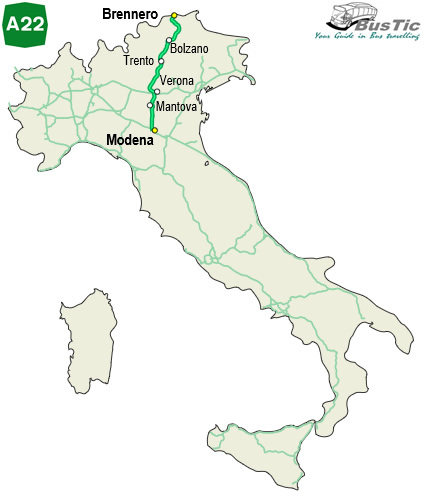 A22
BusTic
Your Guide in Bus travelling
Brennero
Bolzano
Trento
Verona
Mantova
Modena